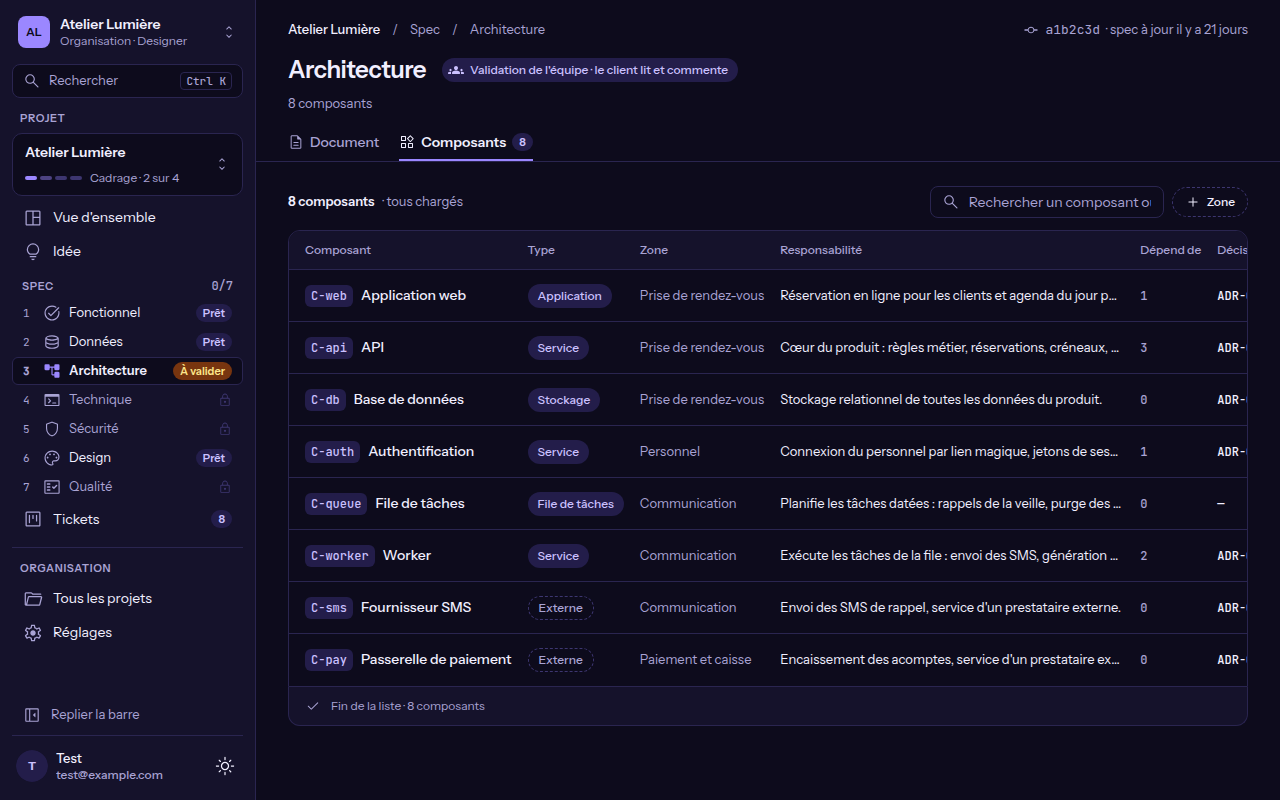 AL Atelier Lumière
Organisation · Designer
Rechercher Ctrl K
PROJET
Atelier Lumière
Cadrage · 2 sur 4
Vue d'ensemble
Idée
SPEC 0/7
1 Fonctionnel Prêt
2 Données Prêt
3 Architecture À valider
4 Technique
5 Sécurité
6 Design Prêt
7 Qualité
Tickets 8
ORGANISATION
Tous les projets
Réglages
Replier la barre
T Test
test@example.com
Atelier Lumière / Spec / Architecture
a1b2c3d · spec à jour il y a 21 jours
Architecture Validation de l'équipe · le client lit et commente
8 composants
Document Composants 8
8 composants · tous chargés
Rechercher un composant ou
+ Zone
Composant Type Zone Responsabilité Dépend de Décis
C-web Application web Application Prise de rendez-vous Réservation en ligne pour les clients et agenda du jour p… 1 ADR-
C-api API Service Prise de rendez-vous Cœur du produit : règles métier, réservations, créneaux, … 3 ADR-
C-db Base de données Stockage Prise de rendez-vous Stockage relationnel de toutes les données du produit. 0 ADR-
C-auth Authentification Service Personnel Connexion du personnel par lien magique, jetons de ses… 1 ADR-
C-queue File de tâches File de tâches Communication Planifie les tâches datées : rappels de la veille, purge des … 0 —
C-worker Worker Service Communication Exécute les tâches de la file : envoi des SMS, génération … 2 ADR-
C-sms Fournisseur SMS Externe Communication Envoi des SMS de rappel, service d'un prestataire externe. 0 ADR-
C-pay Passerelle de paiement Externe Paiement et caisse Encaissement des acomptes, service d'un prestataire ex… 0 ADR-
Fin de la liste · 8 composants